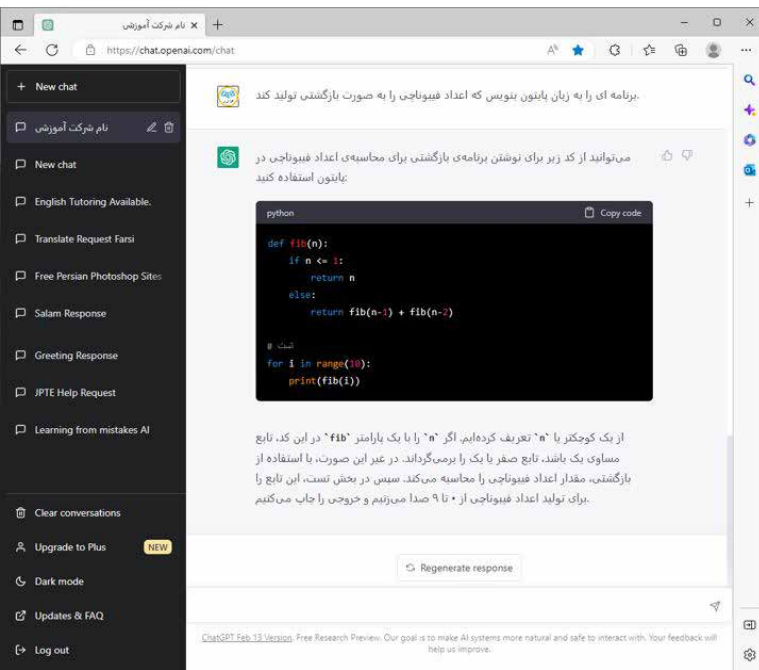 نام شرکت آموزشی
https://chat.openai.com/chat
+ New chat
نام شرکت آموزشی
New chat
English Tutoring Available.
Translate Request Farsi
Free Persian Photoshop Sites
Salam Response
Greeting Response
JPTE Help Request
Learning from mistakes AI
Clear conversations
Upgrade to Plus NEW
Dark mode
Updates & FAQ
Log out
برنامه ای را به زبان پایتون بنویس که اعداد فیبوناچی را به صورت بازگشتی تولید کند.
می‌توانید از کد زیر برای نوشتن برنامه‌ی بازگشتی برای محاسبه‌ی اعداد فیبوناچی در
پایتون استفاده کنید:
python Copy code
def fib(n):
    if n <= 1:
        return n
    else:
        return fib(n-1) + fib(n-2)
# تست
for i in range(10):
    print(fib(i))
از یک کوچکتر یا `n` تعریف کرده‌ایم. اگر `n` را با یک پارامتر `fib` در این کد، تابع
مساوی یک باشد، تابع صفر یا یک را برمی‌گرداند. در غیر این صورت، با استفاده از
بازگشتی، مقدار اعداد فیبوناچی را محاسبه می‌کند. سپس در بخش تست، این تابع را
برای تولید اعداد فیبوناچی از ۰ تا ۹ صدا می‌زنیم و خروجی را چاپ می‌کنیم.
Regenerate response
ChatGPT Feb 13 Version. Free Research Preview. Our goal is to make AI systems more natural and safe to interact with. Your feedback will
help us improve.